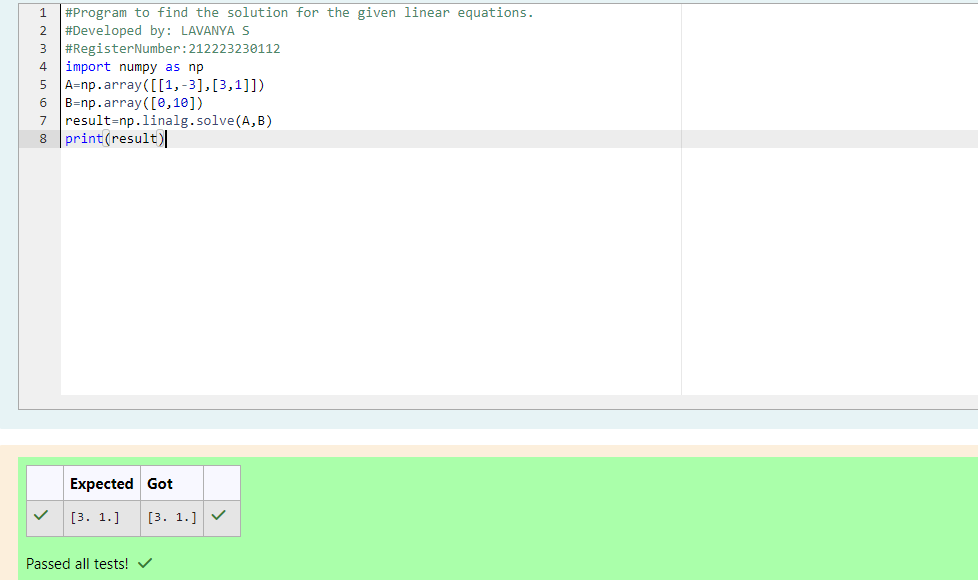 1 #Program to find the solution for the given linear equations.
2 #Developed by: LAVANYA S
3 #RegisterNumber:212223230112
4 import numpy as np
5 A=np.array([[1,-3],[3,1]])
6 B=np.array([0,10])
7 result=np.linalg.solve(A,B)
8 print(result)
Expected Got
[3. 1.] [3. 1.]
Passed all tests!